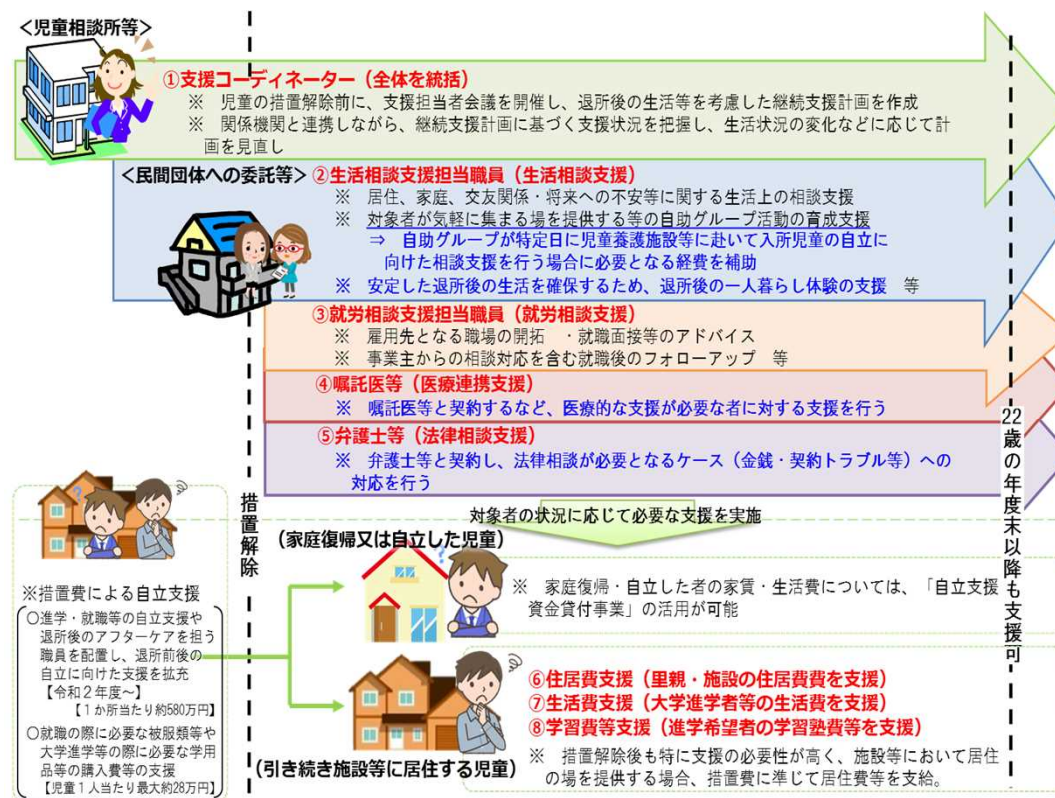 <児童相談所等>
①支援コーディネーター（全体を統括）
※ 児童の措置解除前に、支援担当者会議を開催し、退所後の生活等を考慮した継続支援計画を作成
※ 関係機関と連携しながら、継続支援計画に基づく支援状況を把握し、生活状況の変化などに応じて計
画を見直し
<民間団体への委託等>
②生活相談支援担当職員（生活相談支援）
※ 居住、家庭、交友関係・将来への不安等に関する生活上の相談支援
※ 対象者が気軽に集まる場を提供する等の自助グループ活動の育成支援
⇒ 自助グループが特定日に児童養護施設等に赴いて入所児童の自立に
向けた相談支援を行う場合に必要となる経費を補助
※ 安定した退所後の生活を確保するため、退所後の一人暮らし体験の支援 等
③就労相談支援担当職員（就労相談支援）
※ 雇用先となる職場の開拓 ・就職面接等のアドバイス
※ 事業主からの相談対応を含む就職後のフォローアップ 等
④嘱託医等（医療連携支援）
※ 嘱託医等と契約するなど、医療的な支援が必要な者に対する支援を行う
⑤弁護士等（法律相談支援）
※ 弁護士等と契約し、法律相談が必要となるケース（金銭・契約トラブル等）への
対応を行う
22歳の年度末以降も支援可
措置解除
対象者の状況に応じて必要な支援を実施
※措置費による自立支援
○進学・就職等の自立支援や
退所後のアフターケアを担う
職員を配置し、退所前後の
自立に向けた支援を拡充
【令和２年度～】
【１か所当たり約580万円】
○就職の際に必要な被服類等や
大学進学等の際に必要な学用
品等の購入費等の支援
【児童１人当たり最大約28万円】
(家庭復帰又は自立した児童)
※ 家庭復帰・自立した者の家賃・生活費については、「自立支援
資金貸付事業」の活用が可能
(引き続き施設等に居住する児童)
⑥住居費支援（里親・施設の住居費費を支援）
⑦生活費支援（大学進学者等の生活費を支援）
⑧学習費等支援（進学希望者の学習塾費等を支援）
※ 措置解除後も特に支援の必要性が高く、施設等において居住
の場を提供する場合、措置費に準じて居住費等を支給。